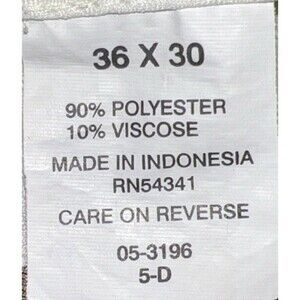 36 X 30
90% POLYESTER
10% VISCOSE
MADE IN INDONESIA
RN54341
CARE ON REVERSE
05-3196
5-D